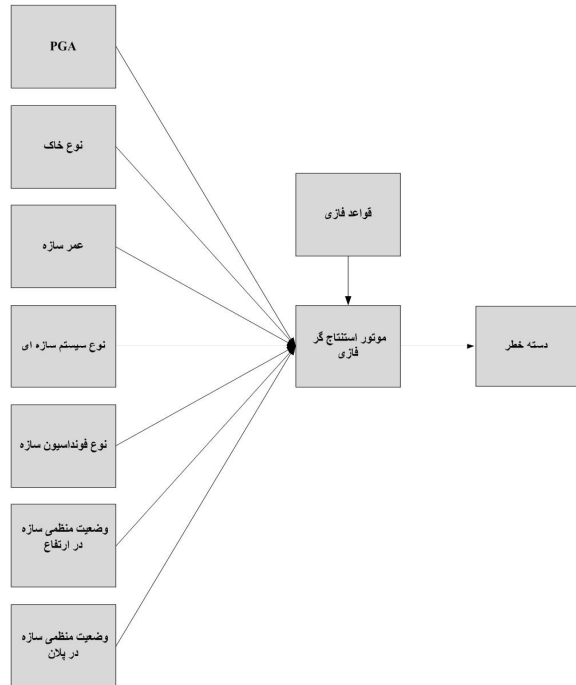 PGA
نوع خاک
عمر سازه
نوع سیستم سازه ای
نوع فونداسیون سازه
وضعیت منظمی سازه
در ارتفاع
وضعیت منظمی سازه
در پلان
قواعد فازی
موتور استنتاج گر
فازی
دسته خطر